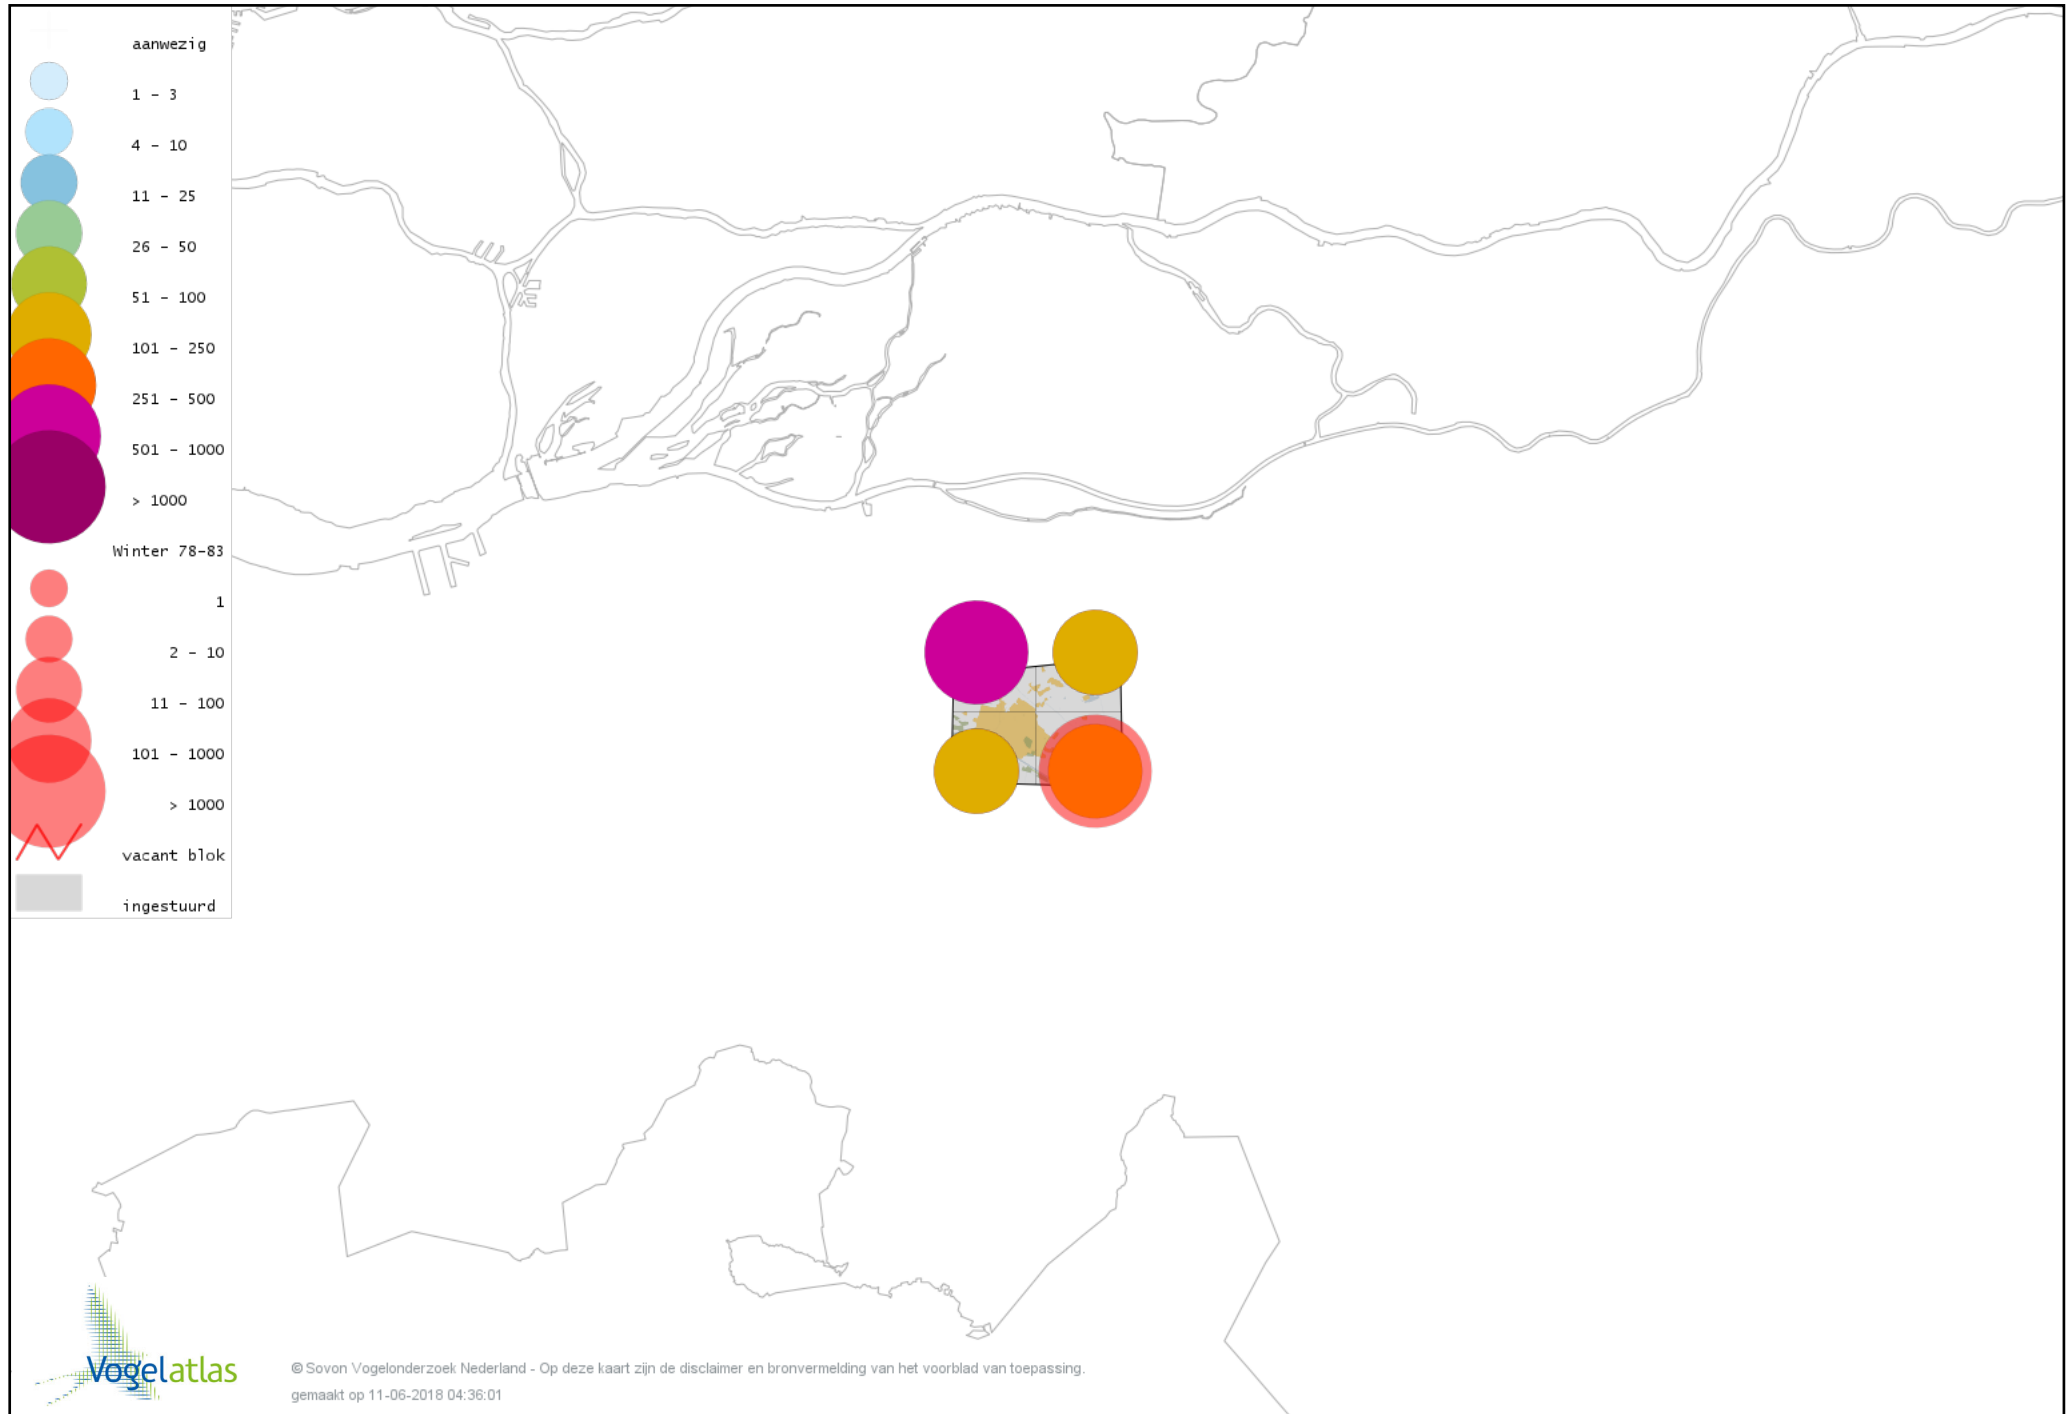 aanwezig
1 - 3
4 - 10
11 - 25
26 - 50
51 - 100
101 - 250
251 - 500
501 - 1000
> 1000
Winter 78-83
1
2 - 10
11 - 100
101 - 1000
> 1000
vacant blok
ingestuurd
Vogelatlas
© Sovon Vogelonderzoek Nederland - Op deze kaart zijn de disclaimer en bronvermelding van het voorblad van toepassing.
gemaakt op 11-06-2018 04:36:01